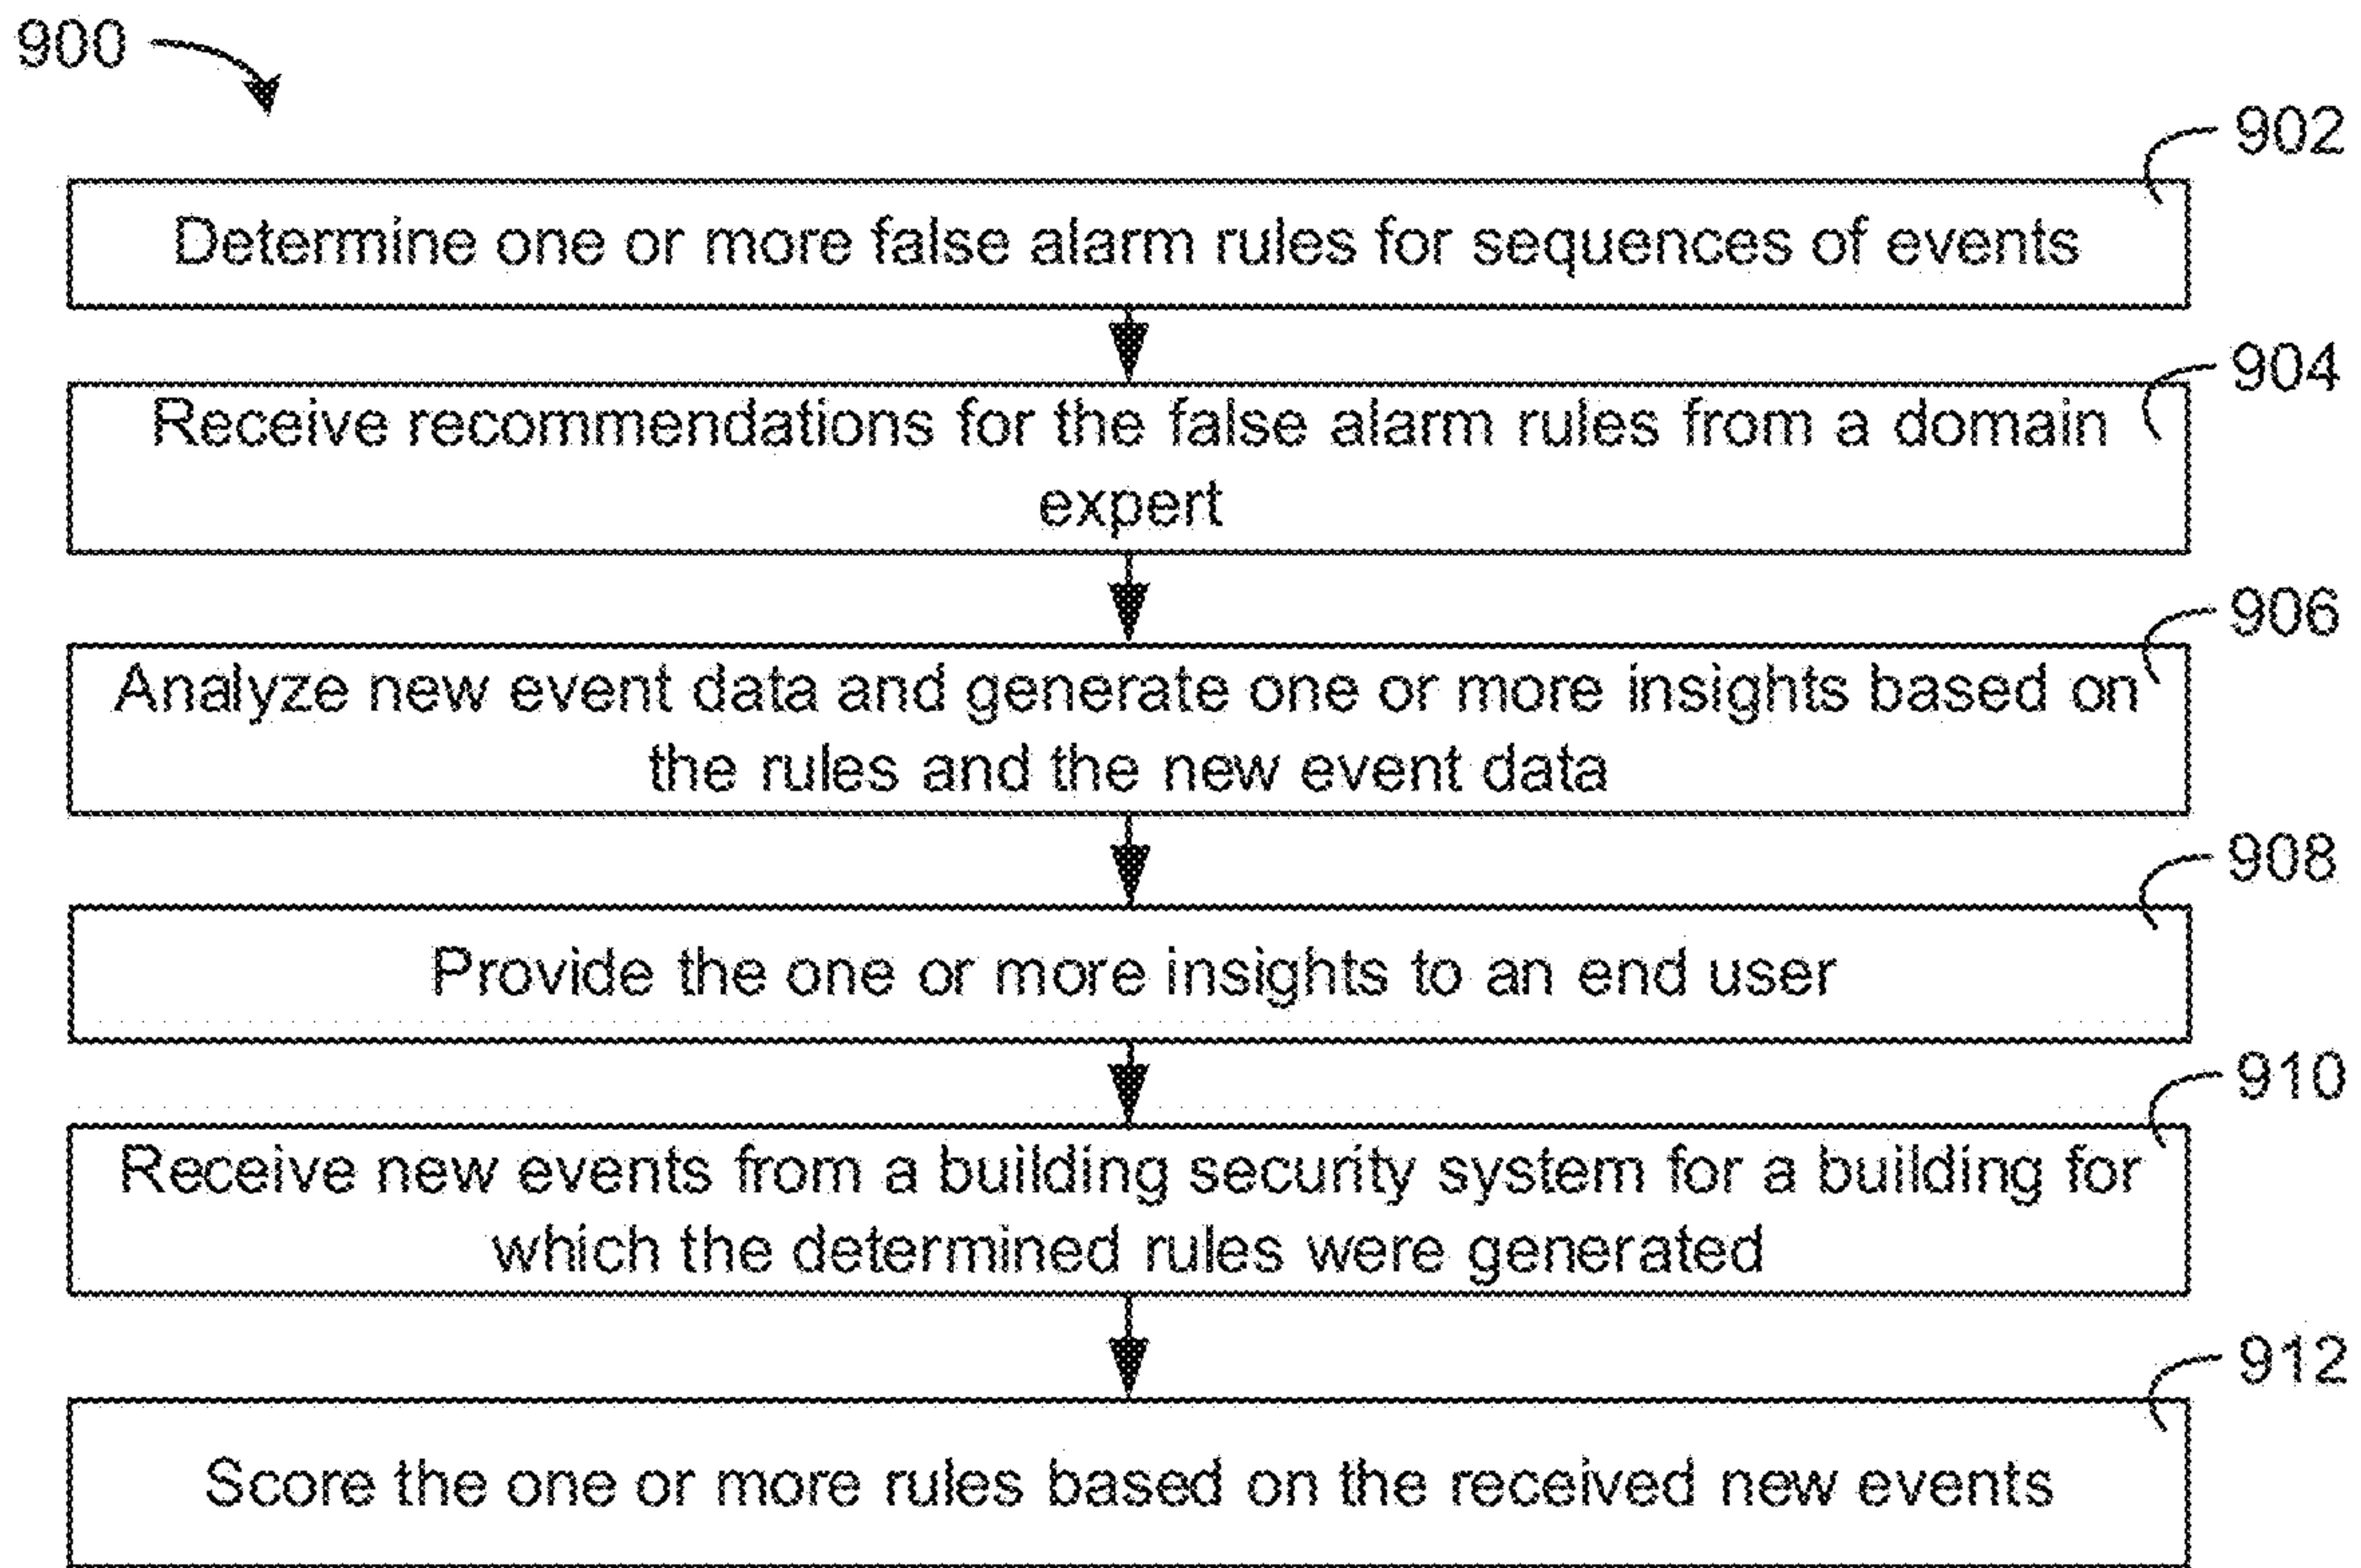 900
902
Determine one or more false alarm rules for sequences of events
904
Receive recommendations for the false alarm rules from a domain
expert
906
Analyze new event data and generate one or more insights based on
the rules and the new event data
908
Provide the one or more insights to an end user
910
Receive new events from a building security system for a building for
which the determined rules were generated
912
Score the one or more rules based on the received new events